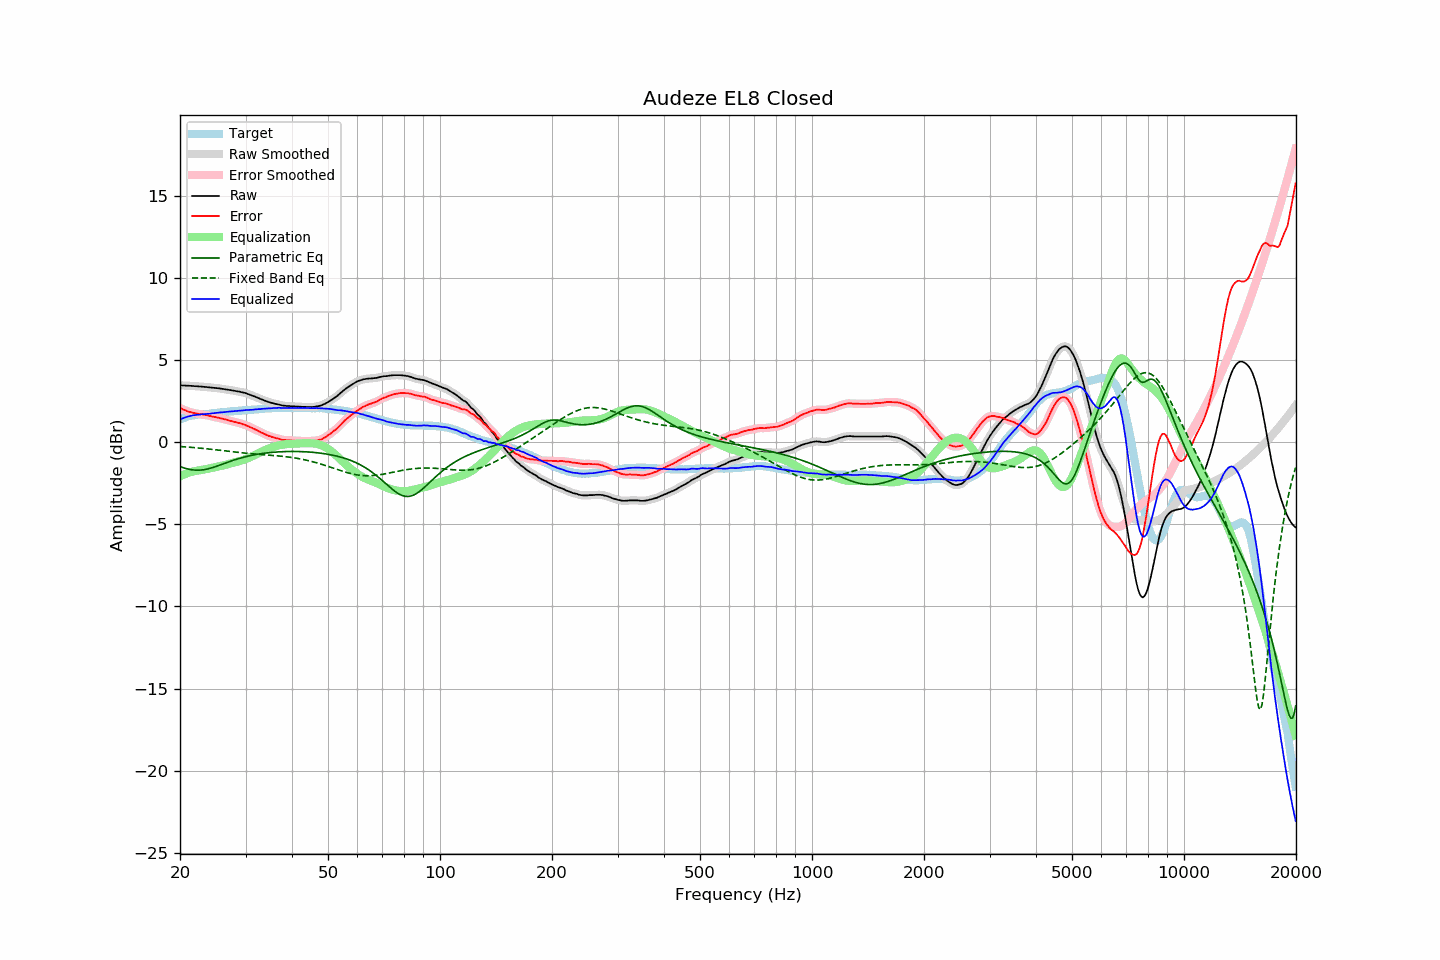 Audeze EL8 Closed
Target
Raw Smoothed
Error Smoothed
Raw
Error
Equalization
Parametric Eq
Fixed Band Eq
Equalized
Amplitude (dBr)
15
10
5
0
−5
−10
−15
−20
−25
20 50 100 200 500 1000 2000 5000 10000 20000
Frequency (Hz)